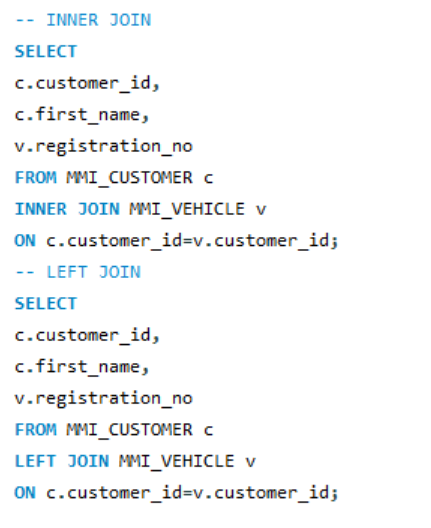 -- INNER JOIN
SELECT
c.customer_id,
c.first_name,
v.registration_no
FROM MMI_CUSTOMER c
INNER JOIN MMI_VEHICLE v
ON c.customer_id=v.customer_id;
-- LEFT JOIN
SELECT
c.customer_id,
c.first_name,
v.registration_no
FROM MMI_CUSTOMER c
LEFT JOIN MMI_VEHICLE v
ON c.customer_id=v.customer_id;